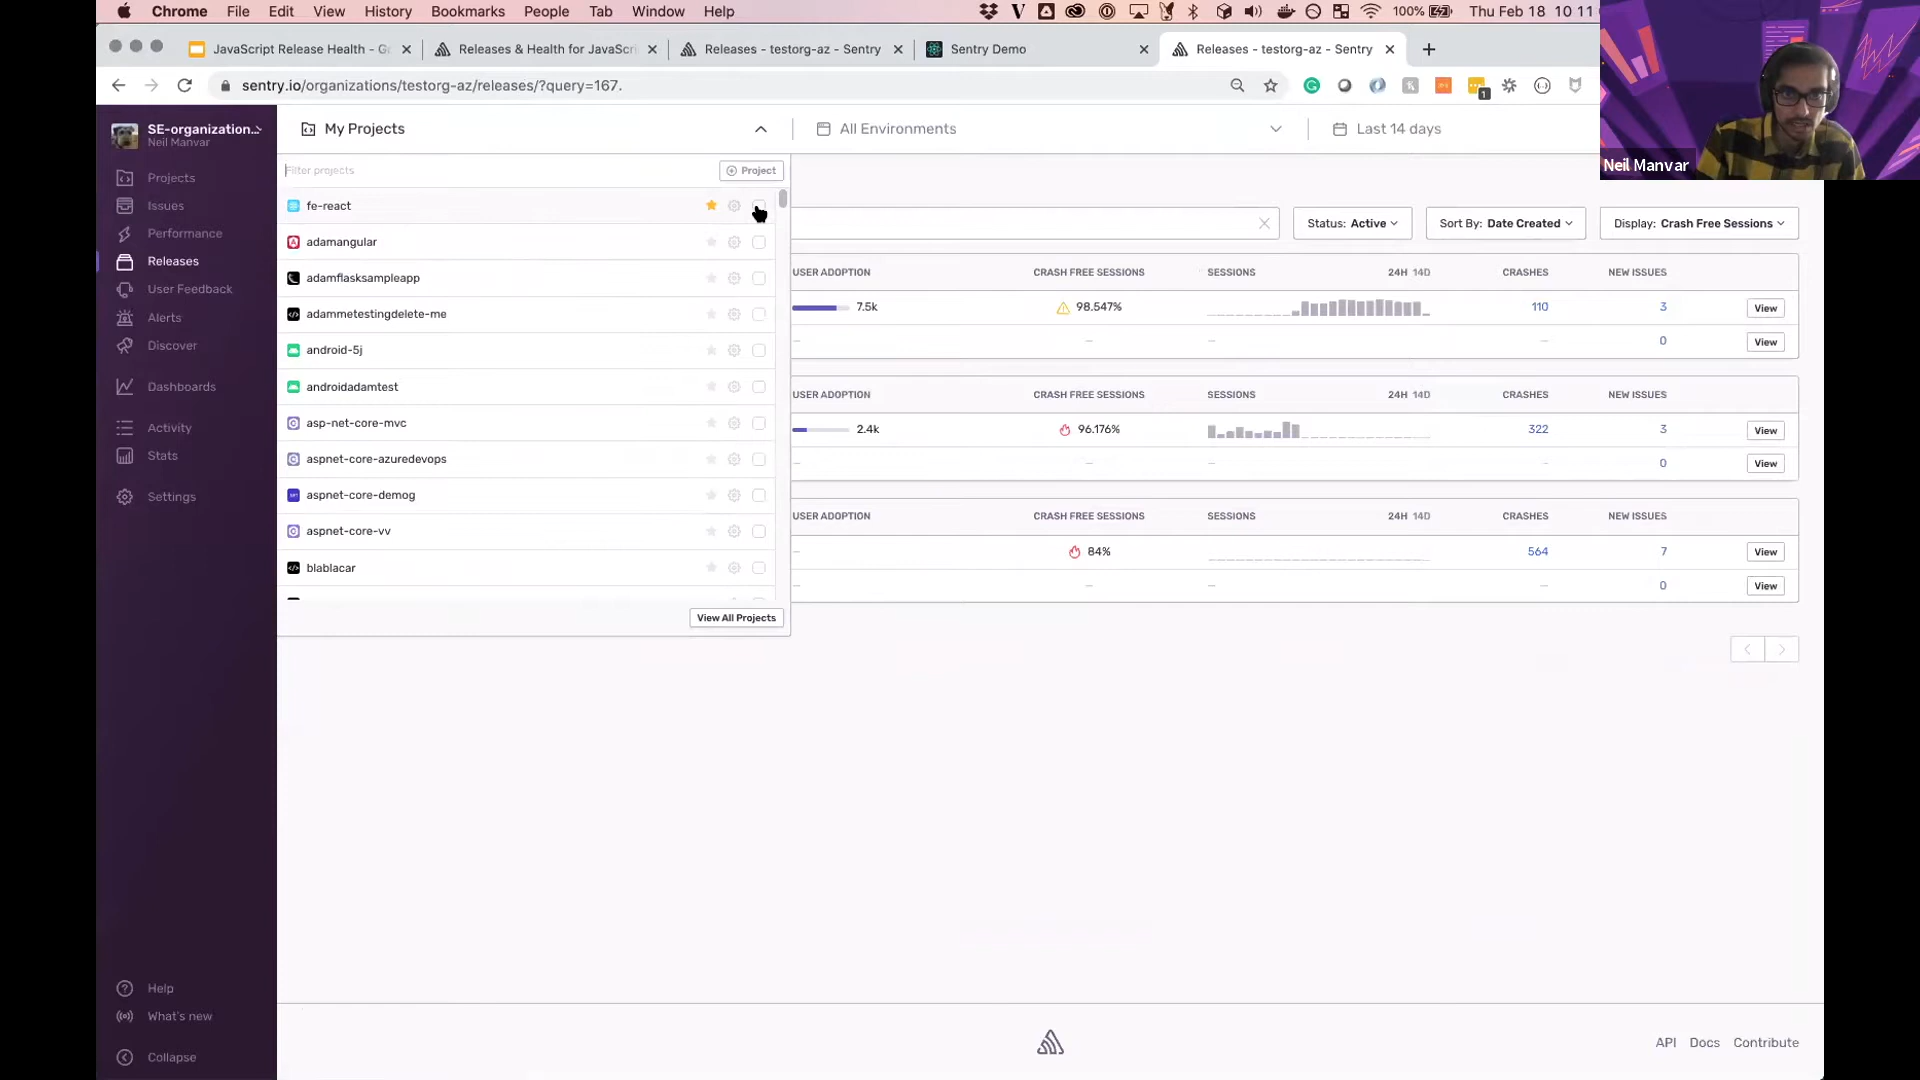 Chrome File Edit View History Bookmarks People Tab Window Help 100% Thu Feb 18 10 11
JavaScript Release Health - G Releases & Health for JavaScri Releases - testorg-az - Sentry Sentry Demo Releases - testorg-az - Sentry
sentry.io/organizations/testorg-az/releases/?query=167.
1
Neil Manvar
SE-organization...
Neil Manvar
Projects
Issues
Performance
Releases
User Feedback
Alerts
Discover
Dashboards
Activity
Stats
Settings
Help
What's new
Collapse
My Projects All Environments Last 14 days
Filter projects Project
fe-react
adamangular
adamflasksampleapp
adammetestingdelete-me
android-5j
androidadamtest
asp-net-core-mvc
aspnet-core-azuredevops
aspnet-core-demog
aspnet-core-vv
blablacar
View All Projects
Status: Active Sort By: Date Created Display: Crash Free Sessions
USER ADOPTION CRASH FREE SESSIONS SESSIONS 24H 14D CRASHES NEW ISSUES
7.5k 98.547% 110 3 View
– – – – 0 View
USER ADOPTION CRASH FREE SESSIONS SESSIONS 24H 14D CRASHES NEW ISSUES
2.4k 96.176% 322 3 View
– – – – 0 View
USER ADOPTION CRASH FREE SESSIONS SESSIONS 24H 14D CRASHES NEW ISSUES
– 84% 564 7 View
– – – – 0 View
API Docs Contribute